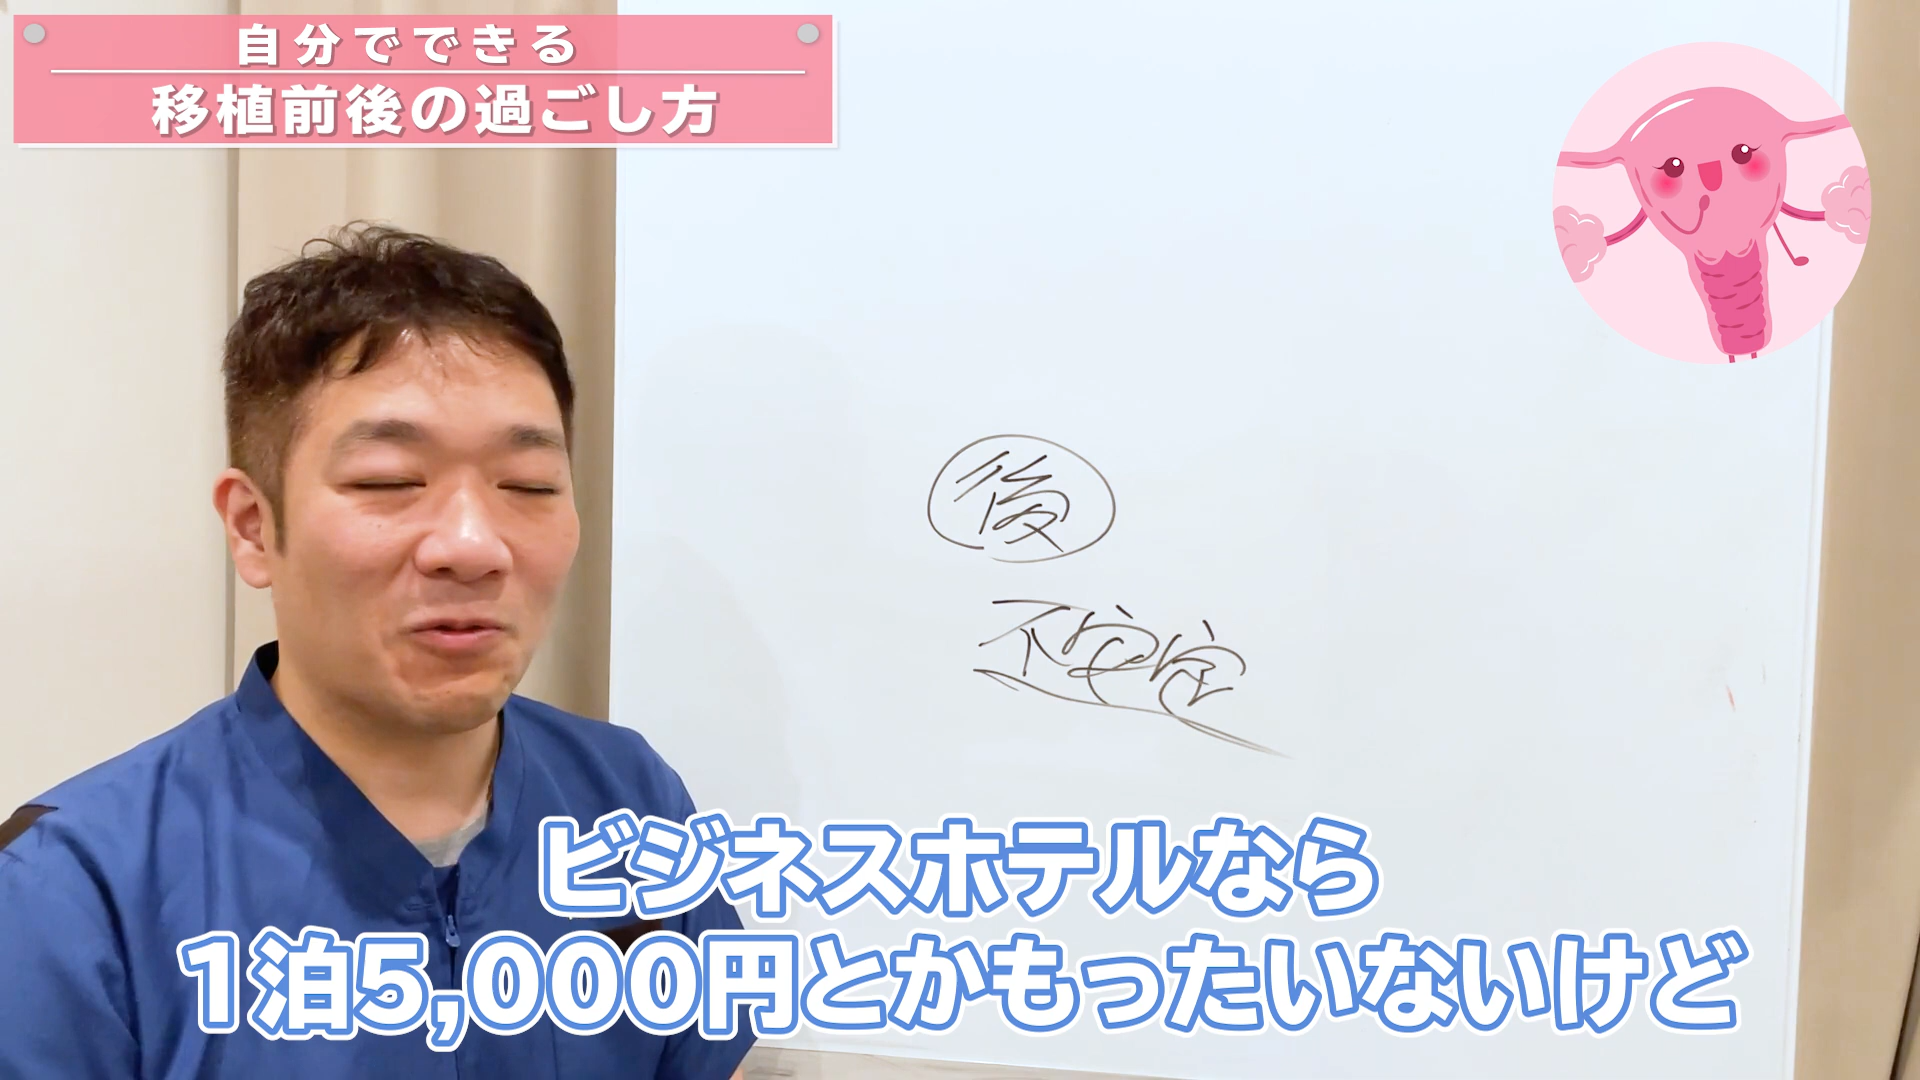 自分でできる
移植前後の過ごし方
後
不安定
ビジネスホテルなら
1泊5,000円とかもったいないけど